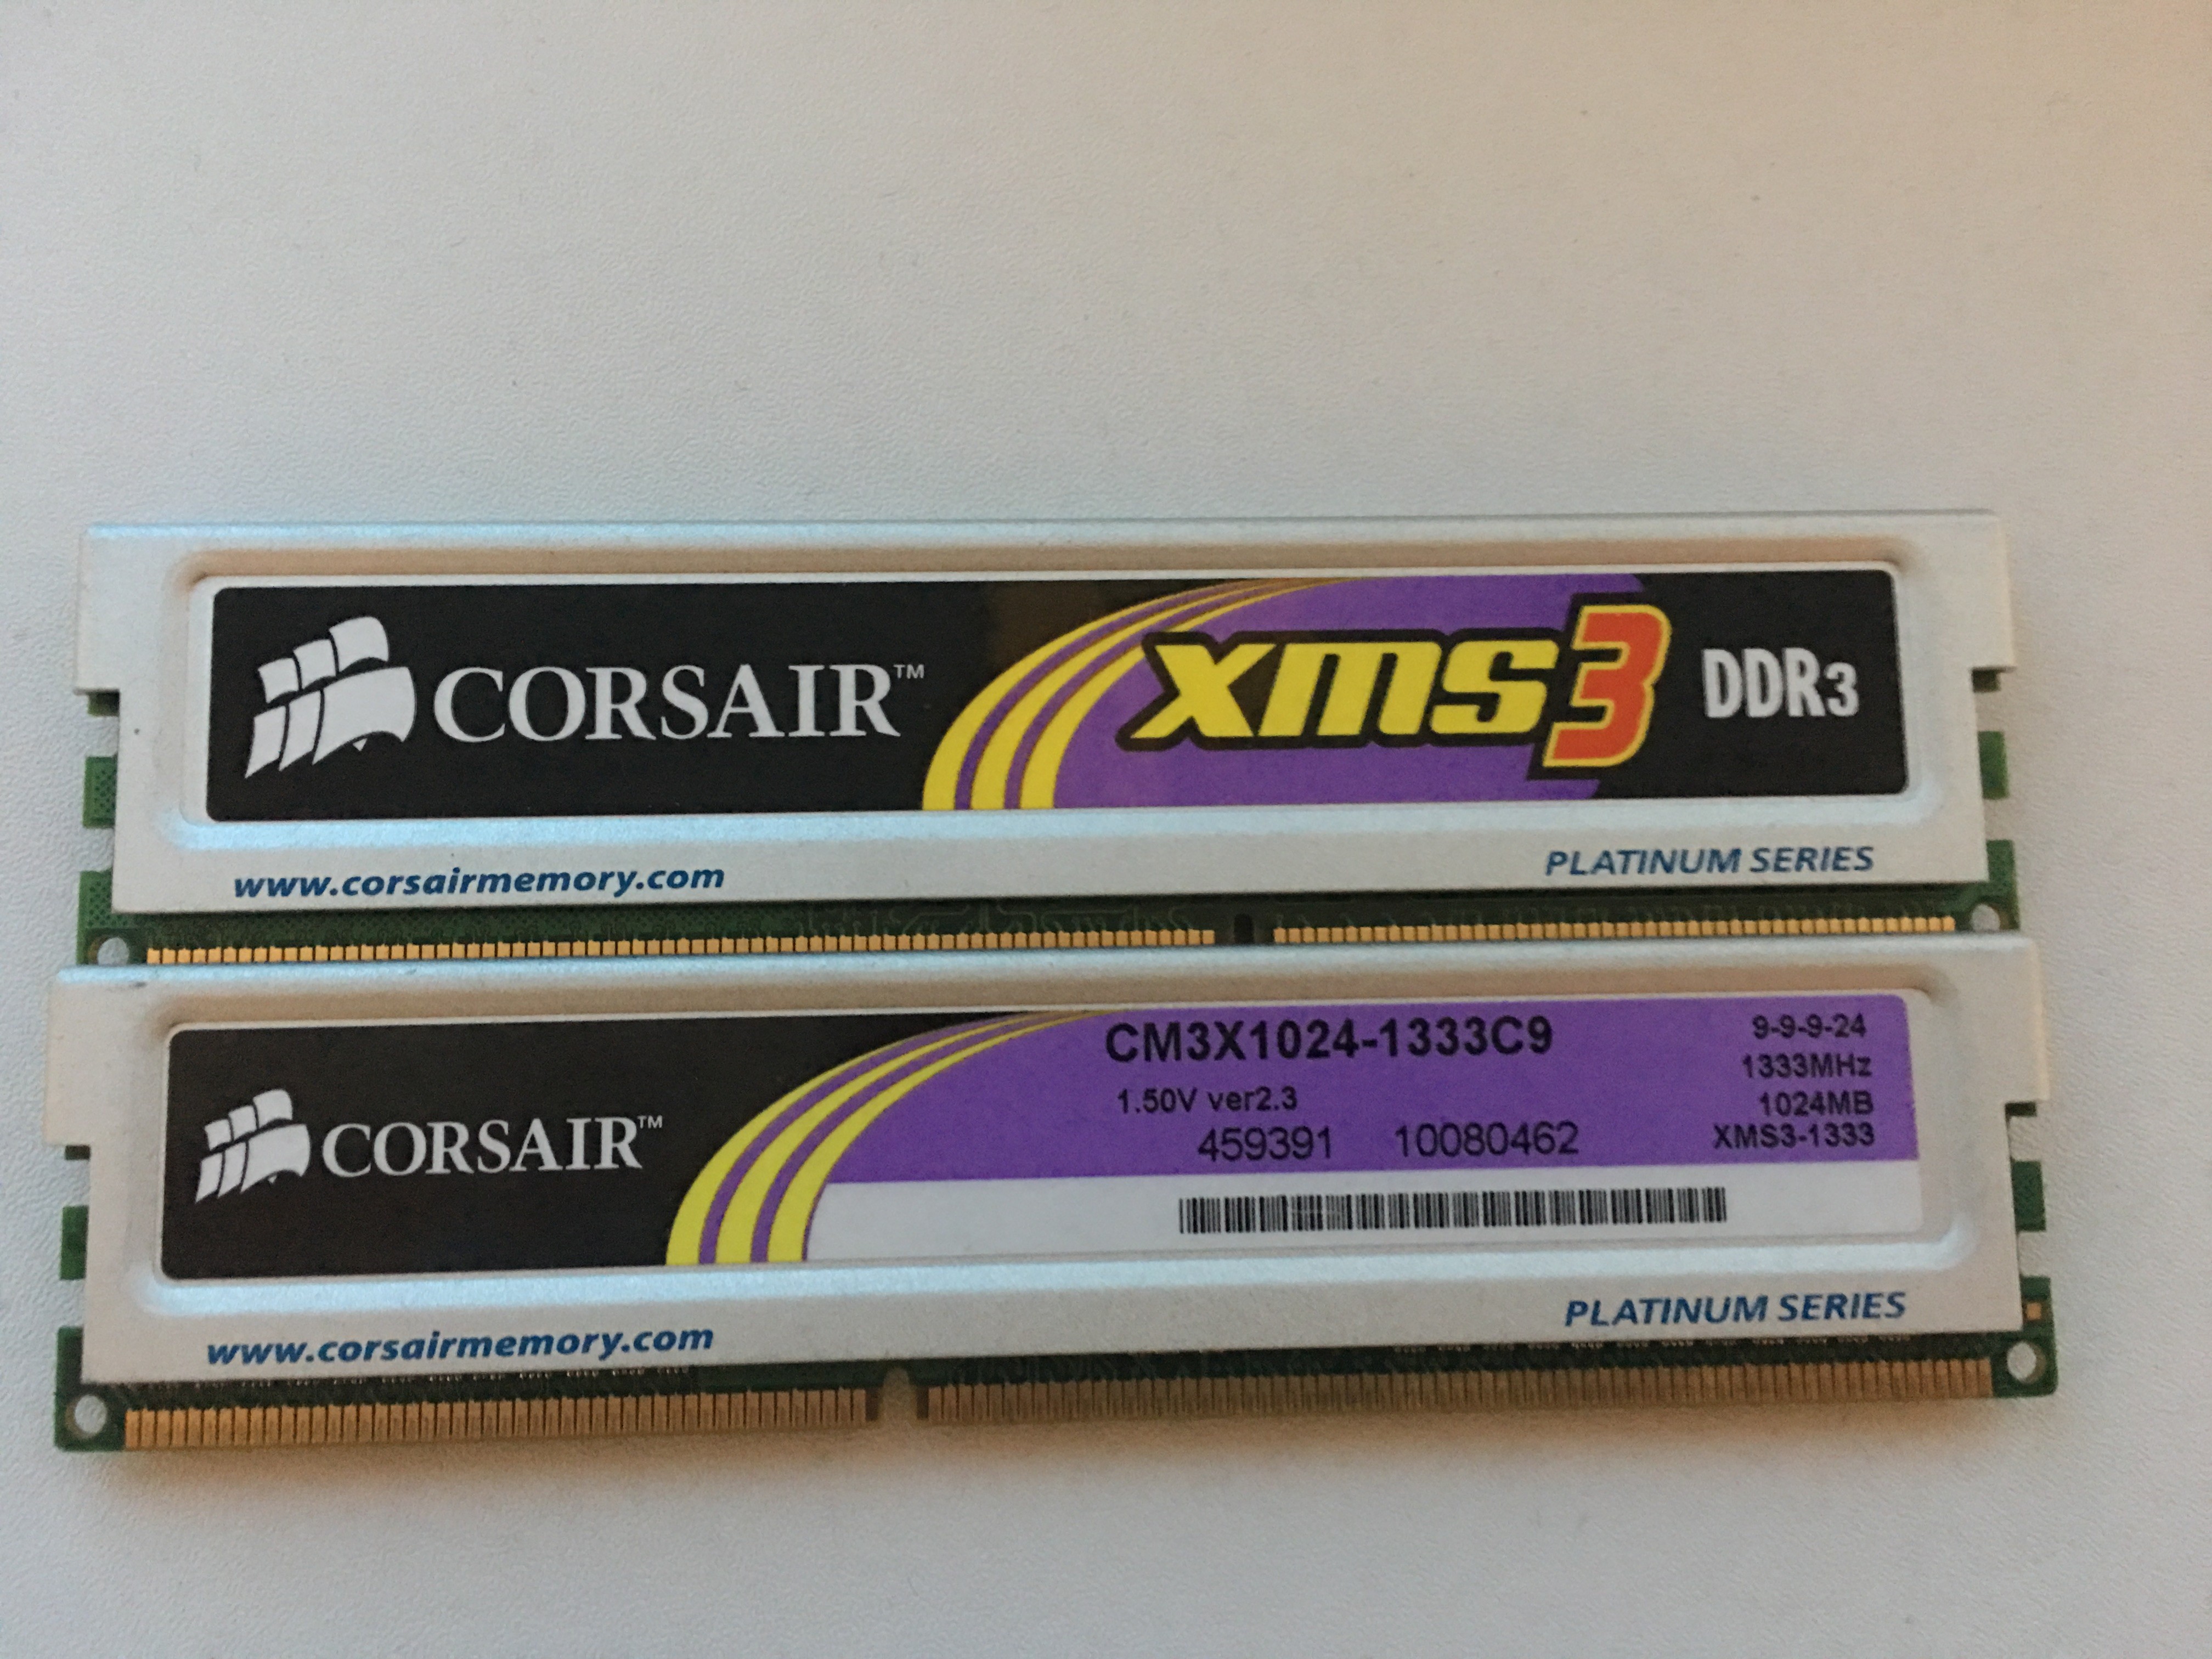 CORSAIR™
xms3 DDR3
www.corsairmemory.com
PLATINUM SERIES
CORSAIR™
CM3X1024-1333C9
1.50V ver2.3
459391 10080462
9-9-9-24
1333MHz
1024MB
XMS3-1333
www.corsairmemory.com
PLATINUM SERIES